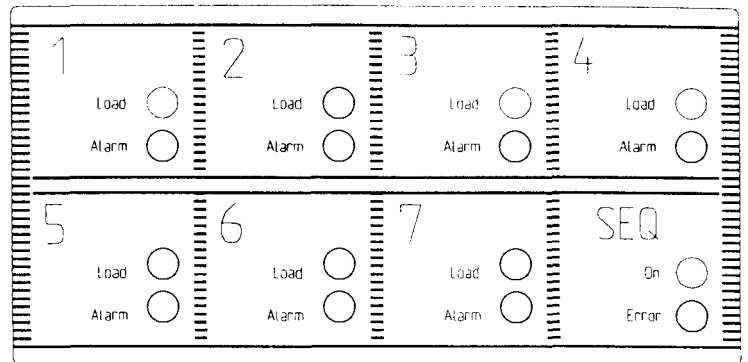 1 2 3 4
Load Load Load Load
Alarm Alarm Alarm Alarm
5 6 7 SEQ
Load Load Load On
Alarm Alarm Alarm Error